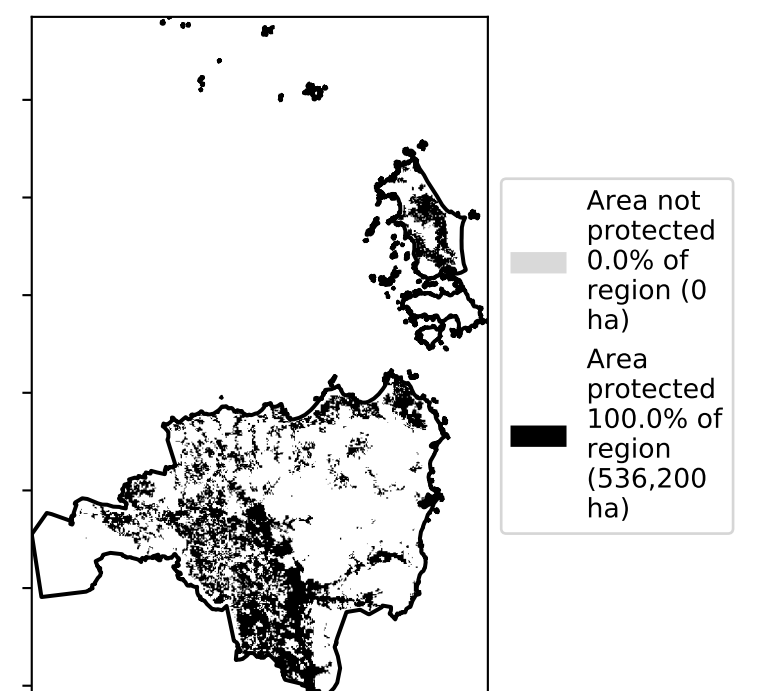 Area not
protected
0.0% of
region (0
ha)
Area
protected
100.0% of
region
(536,200
ha)